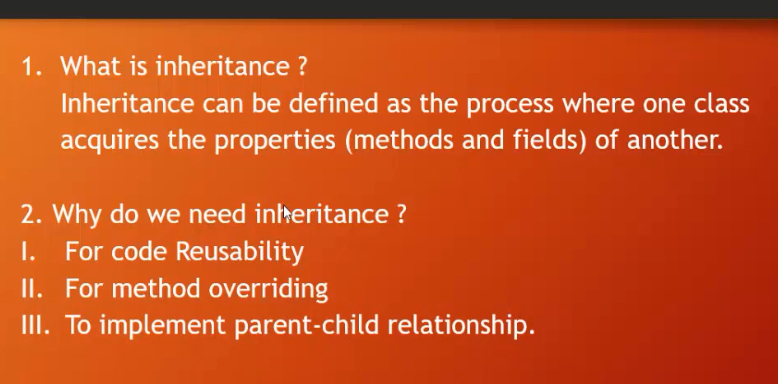 1. What is inheritance ?
Inheritance can be defined as the process where one class
acquires the properties (methods and fields) of another.
2. Why do we need inheritance ?
I. For code Reusability
II. For method overriding
III. To implement parent-child relationship.